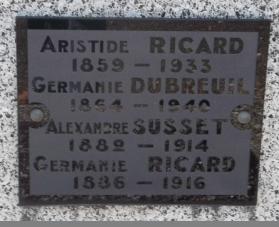 ARISTIDE RICARD
1859 — 1933
GERMANIE DUBREUIL
1864 — 1940
ALEXANDRE SUSSET
1882 — 1914
GERMANIE RICARD
1886 — 1916